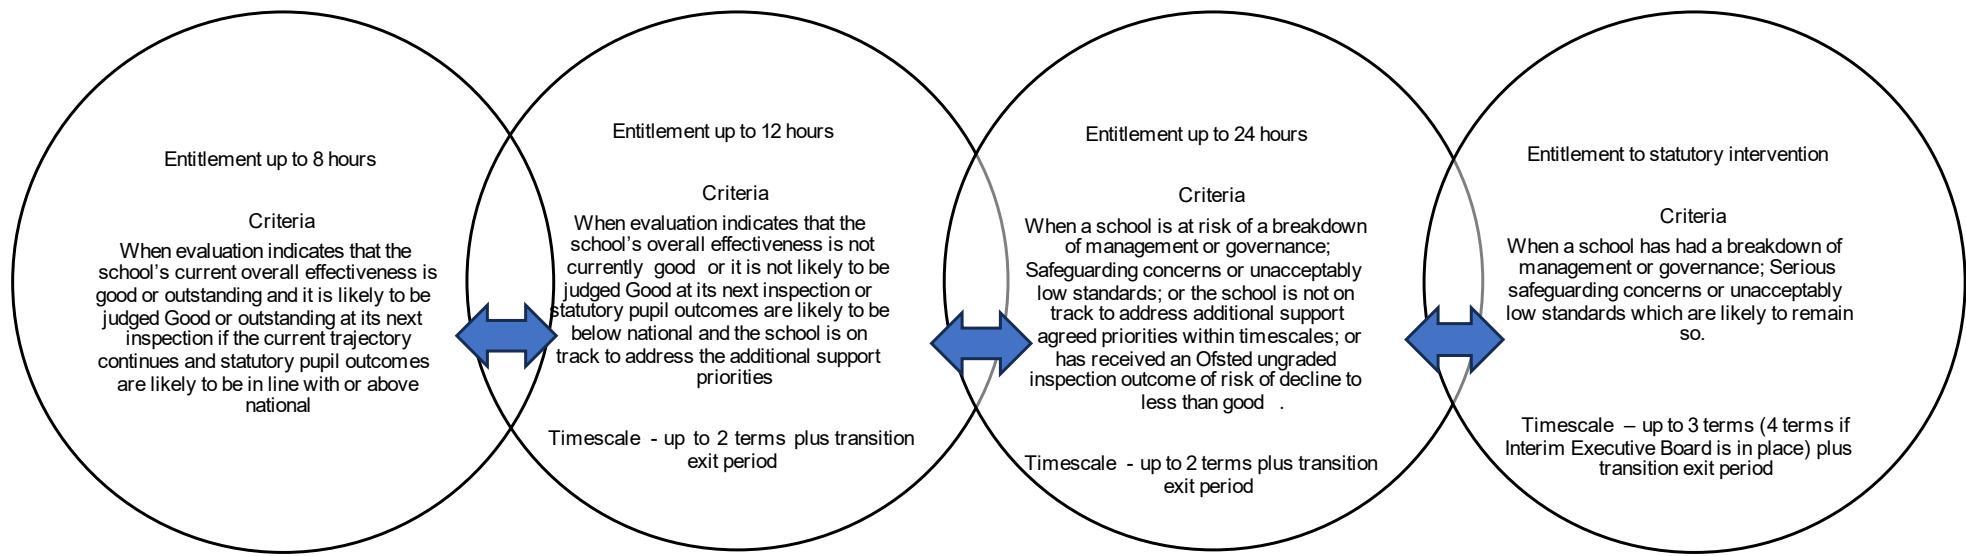 Entitlement up to 8 hours
Criteria
When evaluation indicates that the
school's current overall effectiveness is
good or outstanding and it is likely to be
judged Good or outstanding at its next
inspection if the current trajectory
continues and statutory pupil outcomes
are likely to be in line with or above
national
Entitlement up to 12 hours
Criteria
When evaluation indicates that the
school's overall effectiveness is not
currently good or it is not likely to be
judged Good at its next inspection or
statutory pupil outcomes are likely to be
below national and the school is on
track to address the additional support
priorities
Timescale - up to 2 terms plus transition
exit period
Entitlement up to 24 hours
Criteria
When a school is at risk of a breakdown
of management or governance;
Safeguarding concerns or unacceptably
low standards; or the school is not on
track to address additional support
agreed priorities within timescales; or
has received an Ofsted ungraded
inspection outcome of risk of decline to
less than good .
Timescale - up to 2 terms plus transition
exit period
Entitlement to statutory intervention
Criteria
When a school has had a breakdown of
management or governance; Serious
safeguarding concerns or unacceptably
low standards which are likely to remain
so.
Timescale – up to 3 terms (4 terms if
Interim Executive Board is in place) plus
transition exit period